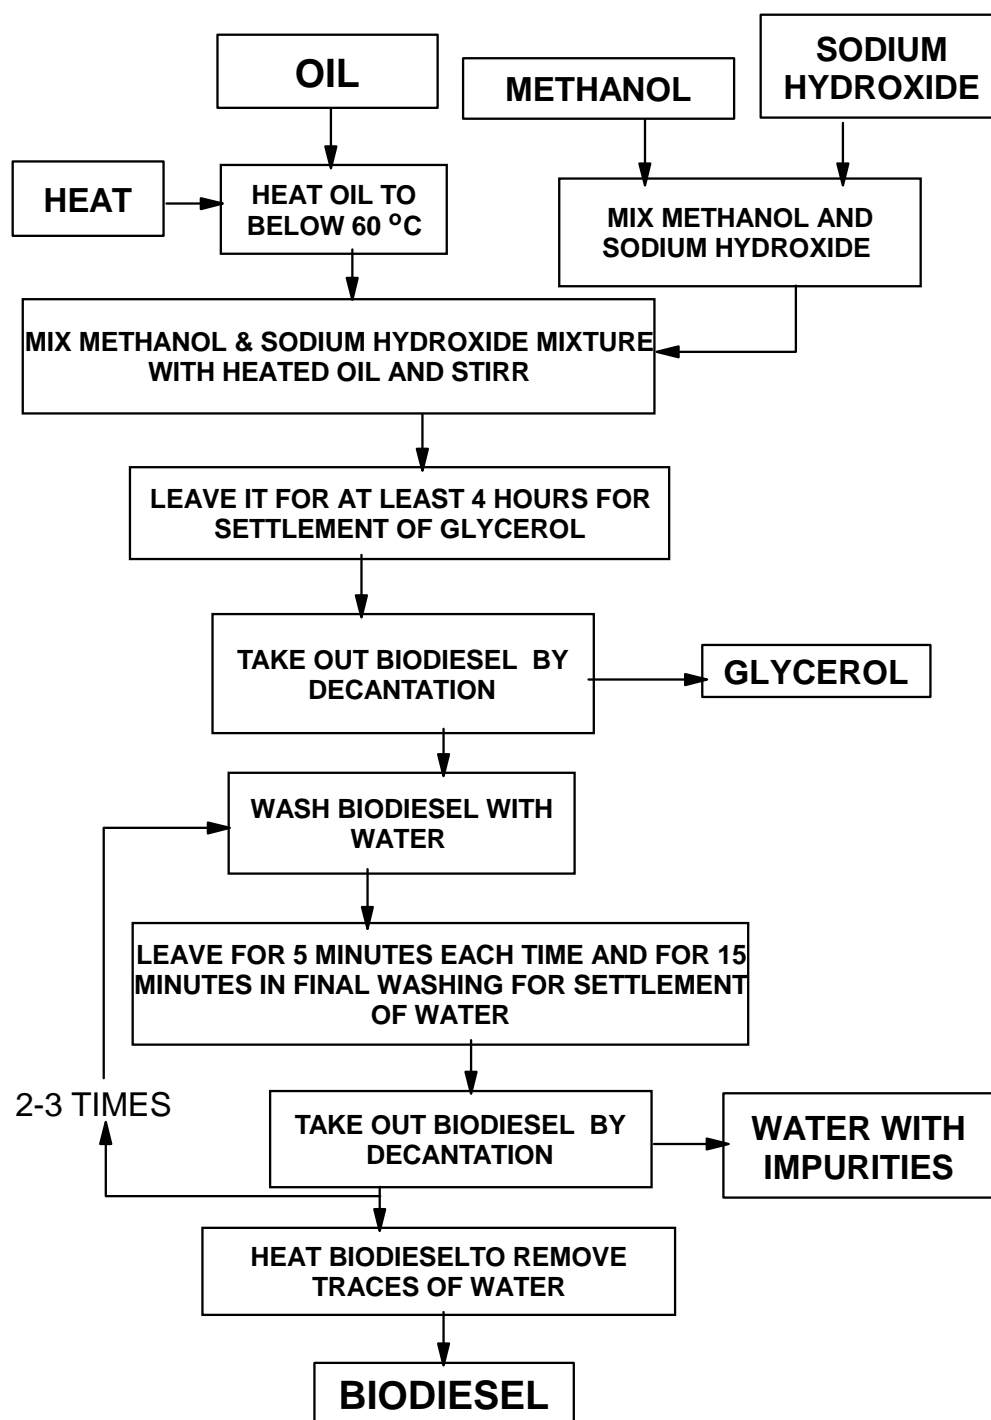 OIL
METHANOL
SODIUM
HYDROXIDE
HEAT
HEAT OIL TO
BELOW 60 °C
MIX METHANOL AND
SODIUM HYDROXIDE
MIX METHANOL & SODIUM HYDROXIDE MIXTURE
WITH HEATED OIL AND STIRR
LEAVE IT FOR AT LEAST 4 HOURS FOR
SETTLEMENT OF GLYCEROL
TAKE OUT BIODIESEL BY
DECANTATION
GLYCEROL
WASH BIODIESEL WITH
WATER
LEAVE FOR 5 MINUTES EACH TIME AND FOR 15
MINUTES IN FINAL WASHING FOR SETTLEMENT
OF WATER
2-3 TIMES
TAKE OUT BIODIESEL BY
DECANTATION
WATER WITH
IMPURITIES
HEAT BIODIESELTO REMOVE
TRACES OF WATER
BIODIESEL